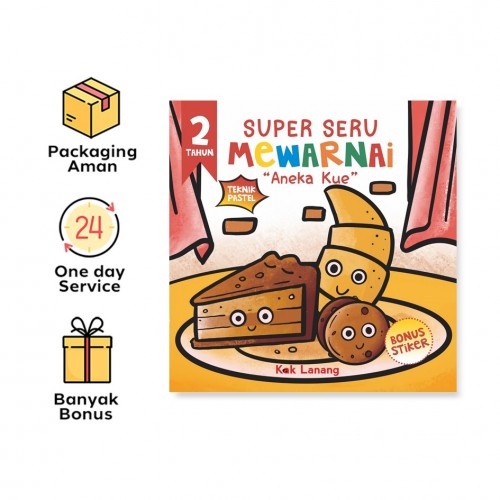 Packaging
Aman
24
One day
Service
Banyak
Bonus
2
TAHUN
SUPER SERU
MEWARNAI
"Aneka Kue"
TEKNIK
PASTEL
BONUS
STIKER
Kak Lanang